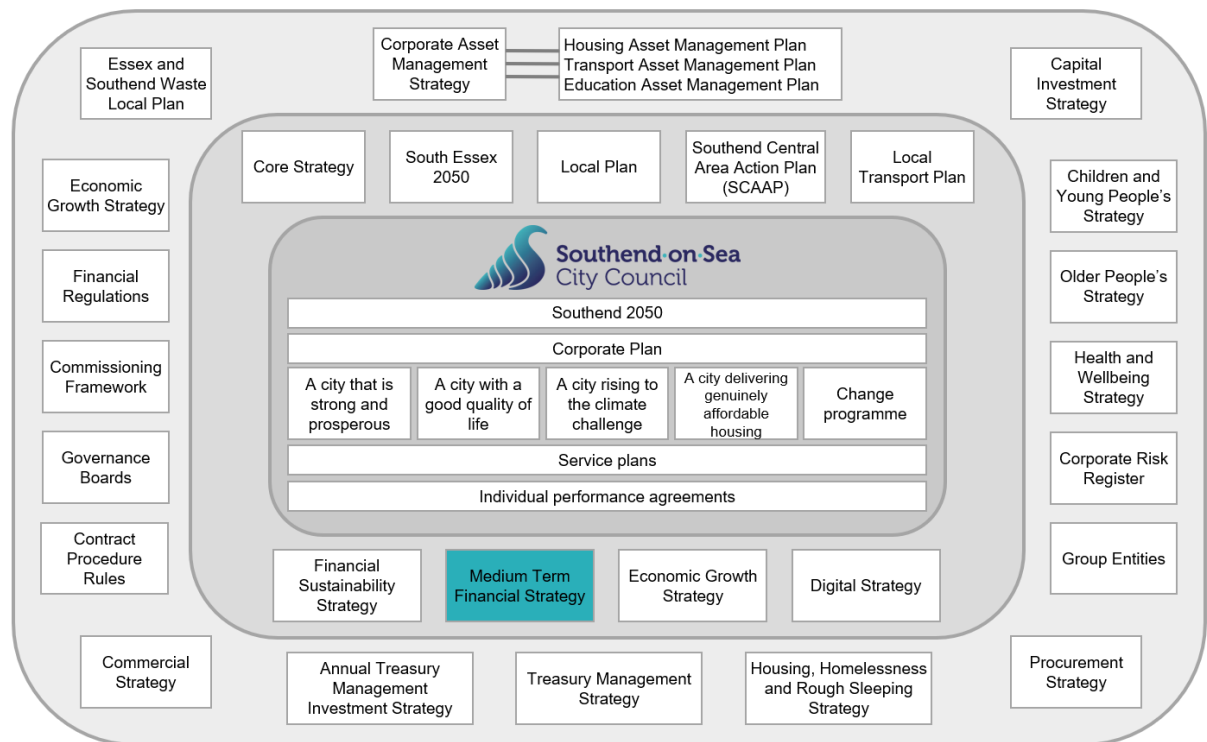 Corporate Asset
Management
Strategy
Housing Asset Management Plan
Transport Asset Management Plan
Education Asset Management Plan
Essex and
Southend Waste
Local Plan
Capital
Investment
Strategy
Core Strategy
South Essex
2050
Local Plan
Southend Central
Area Action Plan
(SCAAP)
Local
Transport Plan
Economic
Growth Strategy
Financial
Regulations
Commissioning
Framework
Governance
Boards
Contract
Procedure
Rules
Southend-on-Sea
City Council
Southend 2050
Corporate Plan
A city that is
strong and
prosperous
A city with a
good quality of
life
A city rising to
the climate
challenge
A city delivering
genuinely
affordable
housing
Change
programme
Service plans
Individual performance agreements
Children and
Young People's
Strategy
Older People's
Strategy
Health and
Wellbeing
Strategy
Corporate Risk
Register
Group Entities
Financial
Sustainability
Strategy
Medium Term
Financial Strategy
Economic Growth
Strategy
Digital Strategy
Commercial
Strategy
Annual Treasury
Management
Investment Strategy
Treasury Management
Strategy
Housing, Homelessness
and Rough Sleeping
Strategy
Procurement
Strategy